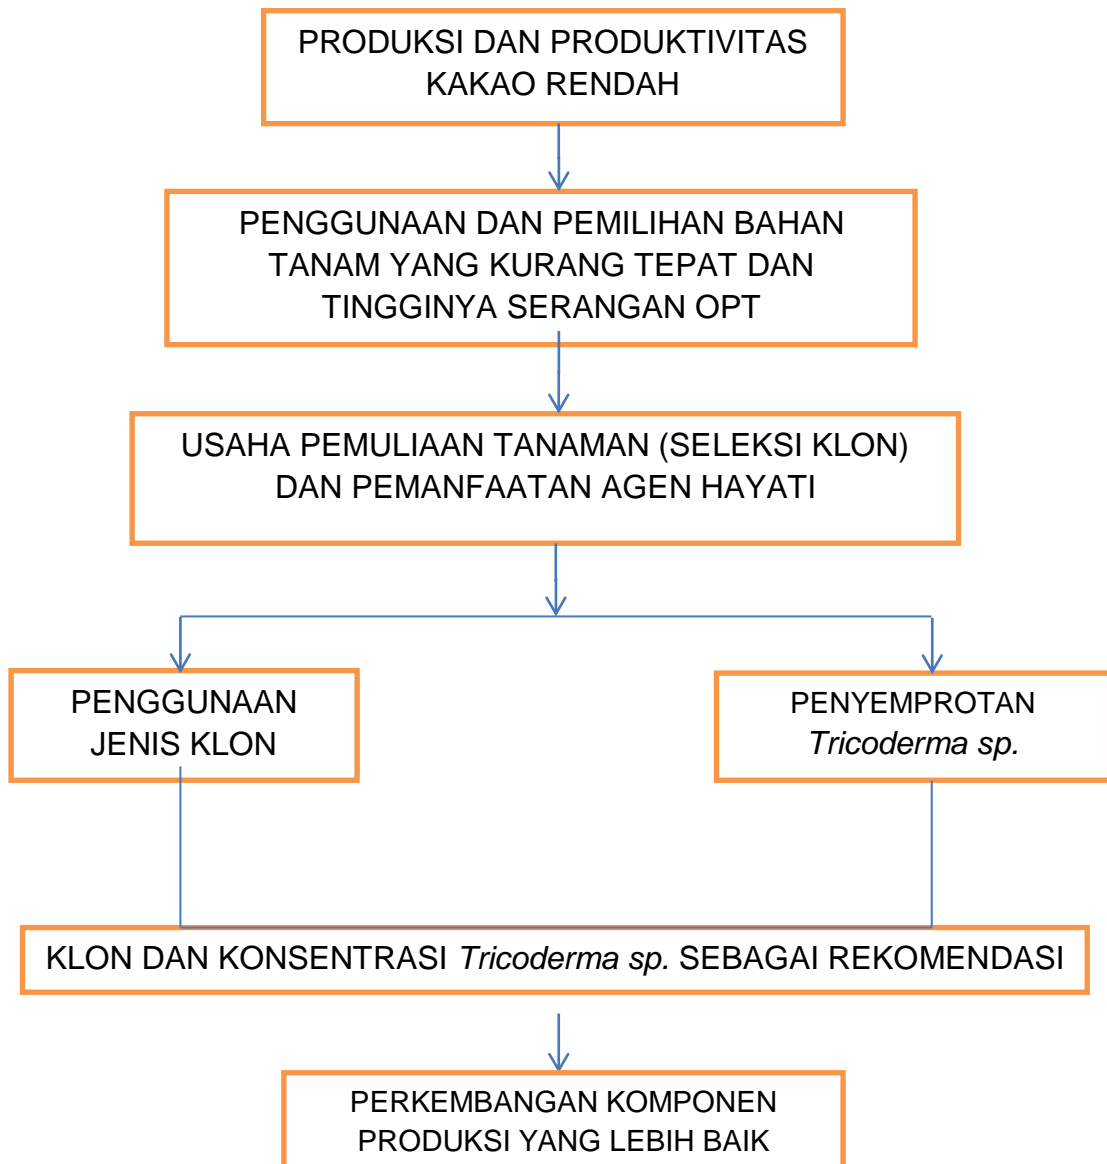 PRODUKSI DAN PRODUKTIVITAS
KAKAO RENDAH
PENGGUNAAN DAN PEMILIHAN BAHAN
TANAM YANG KURANG TEPAT DAN
TINGGINYA SERANGAN OPT
USAHA PEMULIAAN TANAMAN (SELEKSI KLON)
DAN PEMANFAATAN AGEN HAYATI
PENGGUNAAN
JENIS KLON
PENYEMPROTAN
Tricoderma sp.
KLON DAN KONSENTRASI Tricoderma sp. SEBAGAI REKOMENDASI
PERKEMBANGAN KOMPONEN
PRODUKSI YANG LEBIH BAIK